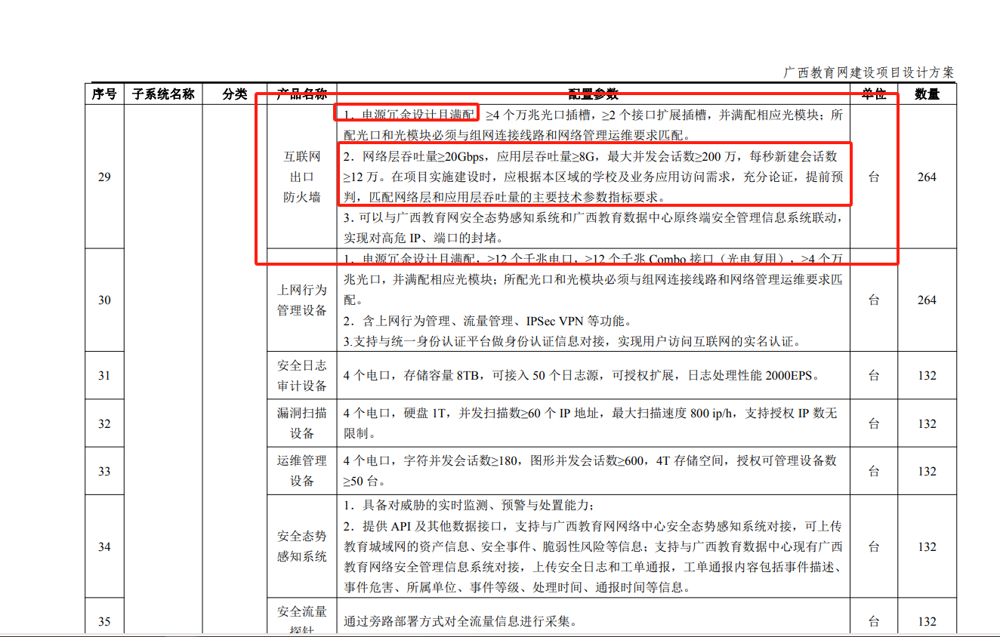 广西教育网建设项目设计方案
序号 子系统名称 分类 产品名称 配置参数 单位 数量
29
互联网
出口
防火墙
1．电源冗余设计且满配，≥4 个万兆光口插槽，≥2 个接口扩展插槽，并满配相应光模块；所
配光口和光模块必须与组网连接线路和网络管理运维要求匹配。
2．网络层吞吐量≥20Gbps，应用层吞吐量≥8G，最大并发会话数≥200 万，每秒新建会话数
≥12 万。在项目实施建设时，应根据本区域的学校及业务应用访问需求，充分论证，提前预
判，匹配网络层和应用层吞吐量的主要技术参数指标要求。
3．可以与广西教育网安全态势感知系统和广西教育数据中心原终端安全管理信息系统联动，
实现对高危 IP、端口的封堵。
台
264
30
上网行为
管理设备
1．电源冗余设计且满配，≥12 个千兆电口，≥12 个千兆 Combo 接口（光电复用），≥4 个万
兆光口，并满配相应光模块；所配光口和光模块必须与组网连接线路和网络管理运维要求匹
配。
2．含上网行为管理、流量管理、IPSec VPN 等功能。
3.支持与统一身份认证平台做身份认证信息对接，实现用户访问互联网的实名认证。
台
264
31
安全日志
审计设备
4 个电口，存储容量 8TB，可接入 50 个日志源，可授权扩展，日志处理性能 2000EPS。
台
132
32
漏洞扫描
设备
4 个电口，硬盘 1T，并发扫描数≥60 个 IP 地址，最大扫描速度 800 ip/h，支持授权 IP 数无
限制。
台
132
33
运维管理
设备
4 个电口，字符并发会话数≥180，图形并发会话数≥600，4T 存储空间，授权可管理设备数
≥50 台。
台
132
34
安全态势
感知系统
1．具备对威胁的实时监测、预警与处置能力；
2．提供 API 及其他数据接口，支持与广西教育网网络中心安全态势感知系统对接，可上传
教育城域网的资产信息、安全事件、脆弱性风险等信息；支持与广西教育数据中心现有广西
教育网络安全管理信息系统对接，上传安全日志和工单通报，工单通报内容包括事件描述、
事件危害、所属单位、事件等级、处理时间、通报时间等信息。
台
132
35
安全流量
探针
通过旁路部署方式对全流量信息进行采集。
台
132